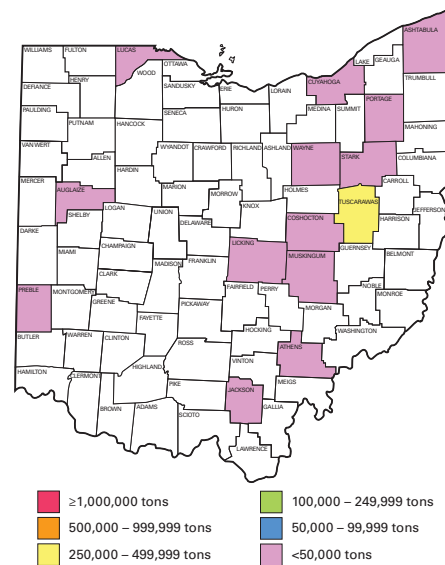 ASHTABULA
WILLIAMS FULTON LUCAS OTTAWA LAKE GEAUGA
WOOD CUYAHOGA TRUMBULL
HENRY SANDUSKY ERIE LORAIN
DEFIANCE PORTAGE
PAULDING SENECA HURON MEDINA SUMMIT
PUTNAM HANCOCK MAHONING
VAN WERT WYANDOT CRAWFORD RICHLAND ASHLAND WAYNE STARK COLUMBIANA
ALLEN
HARDIN
MERCER AUGLAIZE MARION MORROW HOLMES CARROLL
TUSCARAWAS
LOGAN UNION KNOX JEFFERSON
SHELBY DELAWARE COSHOCTON HARRISON
DARKE
CHAMPAIGN LICKING GUERNSEY
MIAMI MADISON FRANKLIN MUSKINGUM BELMONT
CLARK
PREBLE MONTGOMERY FAIRFIELD PERRY NOBLE MONROE
GREENE PICKAWAY MORGAN
FAYETTE
BUTLER WARREN CLINTON ROSS HOCKING WASHINGTON
ATHENS
VINTON
HAMILTON CLERMONT HIGHLAND MEIGS
PIKE JACKSON
BROWN ADAMS SCIOTO GALLIA
LAWRENCE
≥1,000,000 tons
500,000 – 999,999 tons
250,000 – 499,999 tons
100,000 – 249,999 tons
50,000 – 99,999 tons
<50,000 tons